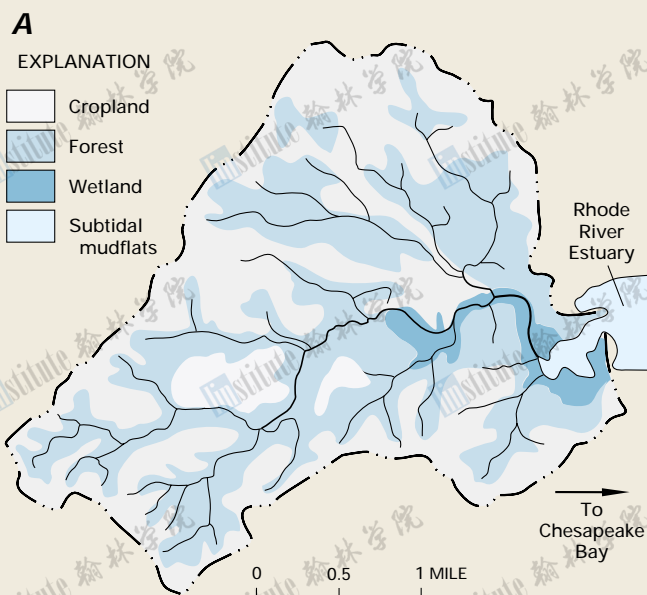 A
EXPLANATION
Cropland
Forest
Wetland
Subtidal
mudflats
Rhode
River
Estuary
To
Chesapeake
Bay
0 0.5 1 MILE
institute 翰林学院